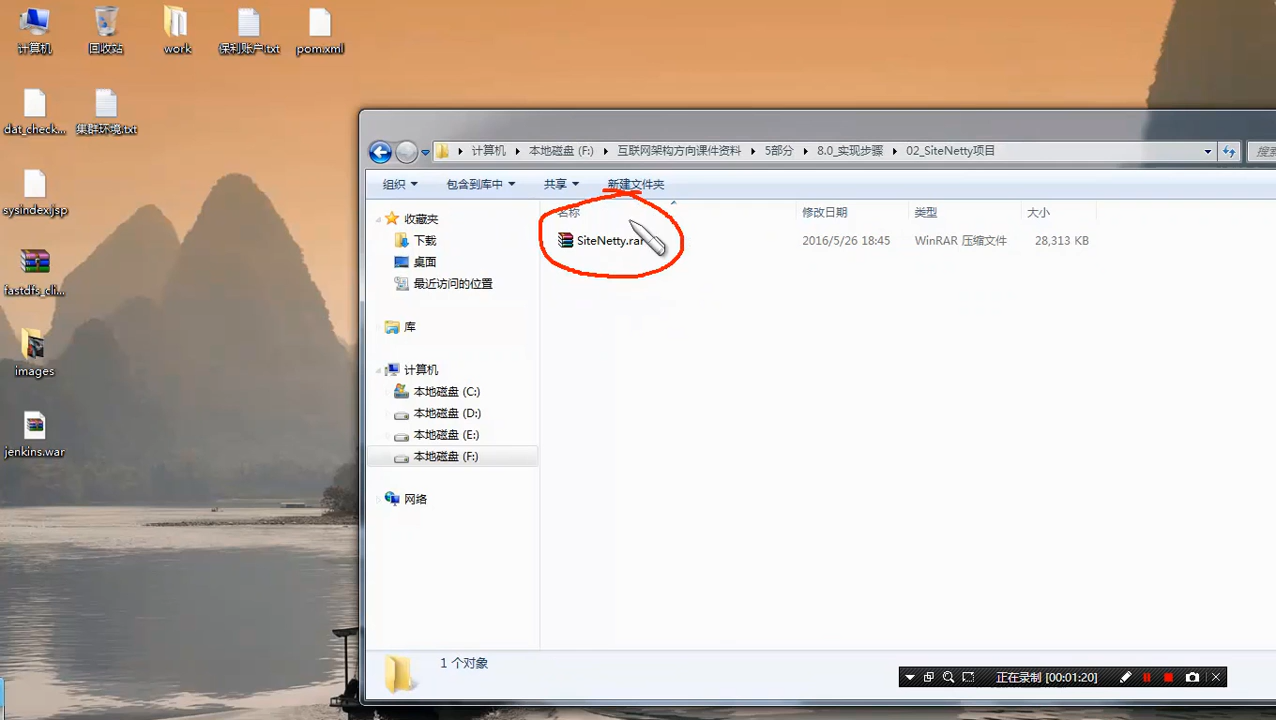 计算机
回收站
work
保利账户.txt
pom.xml
dat_check...
集群环境.txt
sysindex.jsp
fastdfs_cli...
images
jenkins.war
计算机 本地磁盘 (F:) 互联网架构方向课件资料 5部分 8.0_实现步骤 02_SiteNetty项目
组织 包含到库中 共享 新建文件夹
收藏夹
下载
桌面
最近访问的位置
库
计算机
本地磁盘 (C:)
本地磁盘 (D:)
本地磁盘 (E:)
本地磁盘 (F:)
网络
名称 修改日期 类型 大小
SiteNetty.rar 2016/5/26 18:45 WinRAR 压缩文件 28,313 KB
1 个对象
正在录制 [00:01:20]